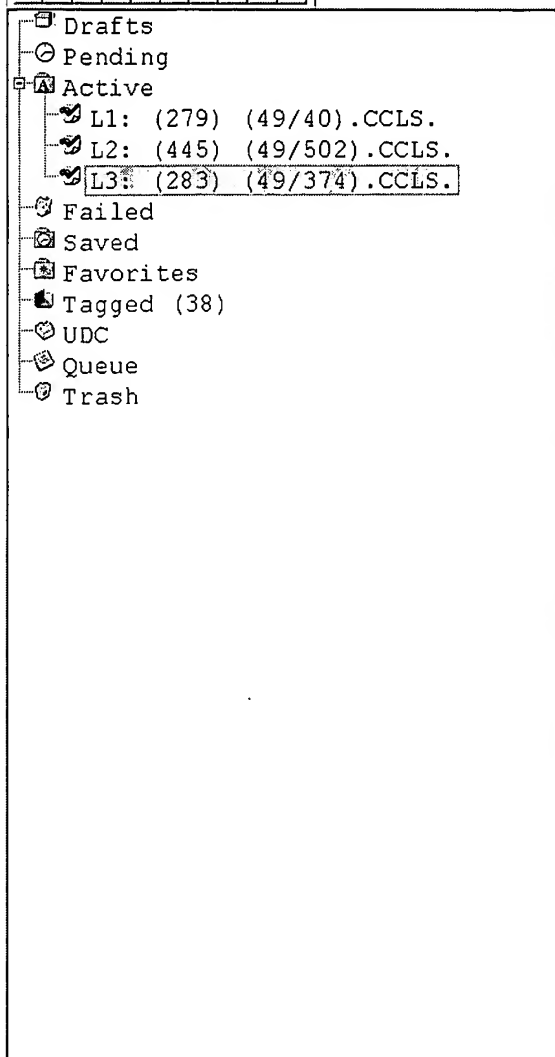 Drafts
Pending
Active
L1: (279) (49/40).CCLS.
L2: (445) (49/502).CCLS.
L3: (283) (49/374).CCLS.
Failed
Saved
Favorites
Tagged (38)
UDC
Queue
Trash